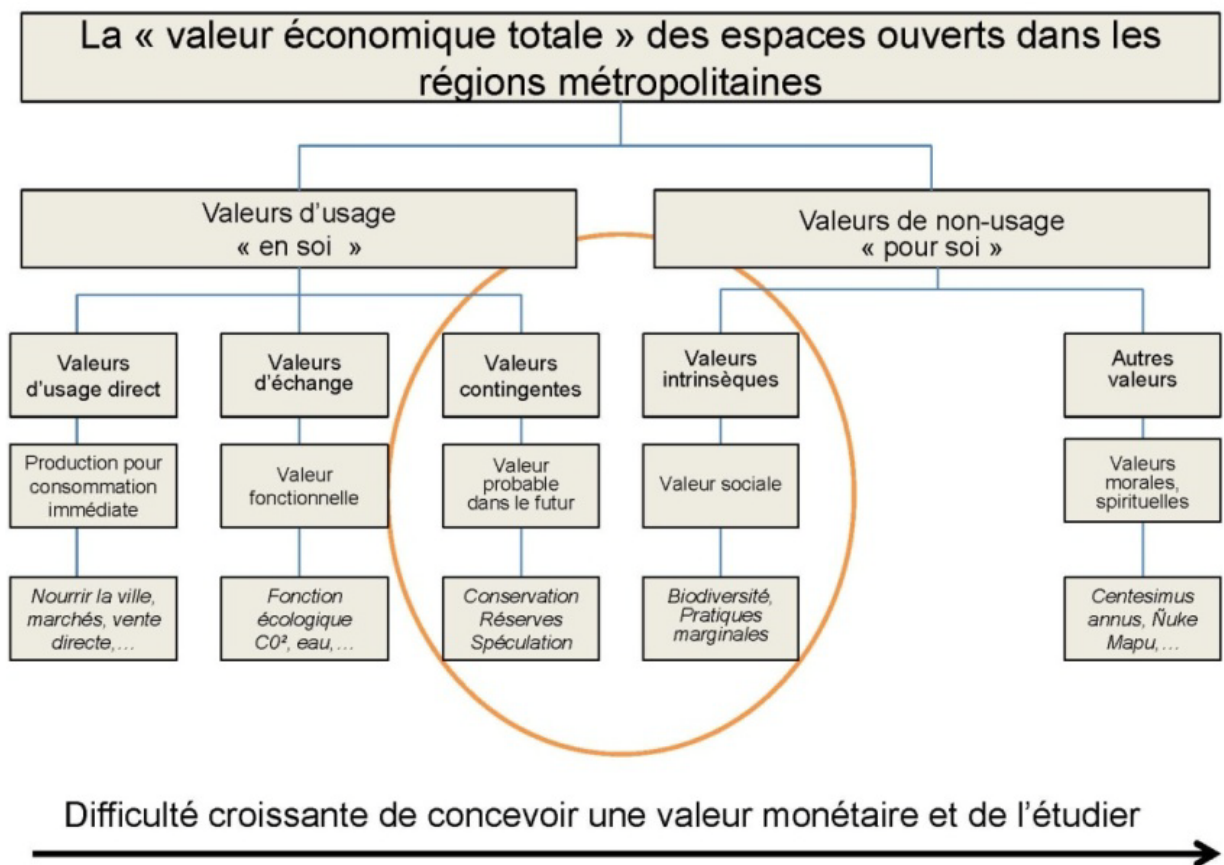 La « valeur économique totale » des espaces ouverts dans les
régions métropolitaines
Valeurs d'usage
« en soi »
Valeurs de non-usage
« pour soi »
Valeurs
d'usage direct
Valeurs
d'échange
Valeurs
contingentes
Valeurs
intrinsèques
Autres
valeurs
Production pour
consommation
immédiate
Valeur
fonctionnelle
Valeur
probable
dans le futur
Valeur sociale
Valeurs
morales,
spirituelles
Nourrir la ville,
marchés, vente
directe,...
Fonction
écologique
C0², eau,...
Conservation
Réserves
Spéculation
Biodiversité,
Pratiques
marginales
Centesimus
annus, Ñuke
Mapu,...
Difficulté croissante de concevoir une valeur monétaire et de l'étudier